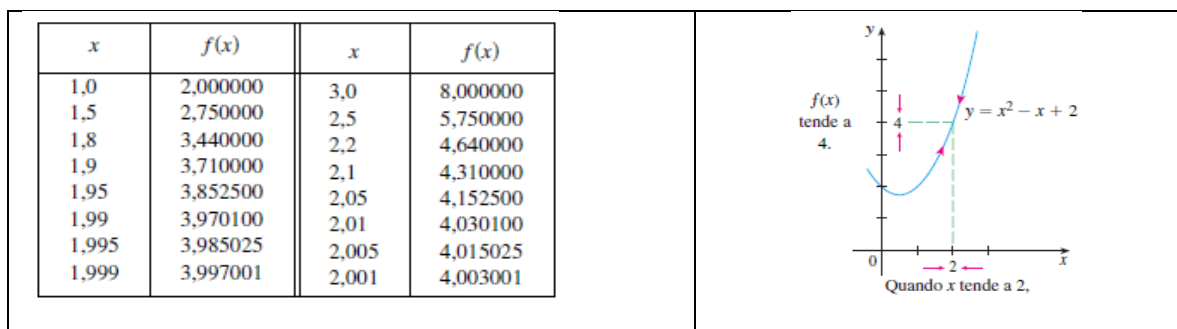 x f(x) x f(x)
1,0 2,000000 3,0 8,000000
1,5 2,750000 2,5 5,750000
1,8 3,440000 2,2 4,640000
1,9 3,710000 2,1 4,310000
1,95 3,852500 2,05 4,152500
1,99 3,970100 2,01 4,030100
1,995 3,985025 2,005 4,015025
1,999 3,997001 2,001 4,003001
y
f(x)
tende a
4.
4
y = x² − x + 2
0
2
x
Quando x tende a 2,